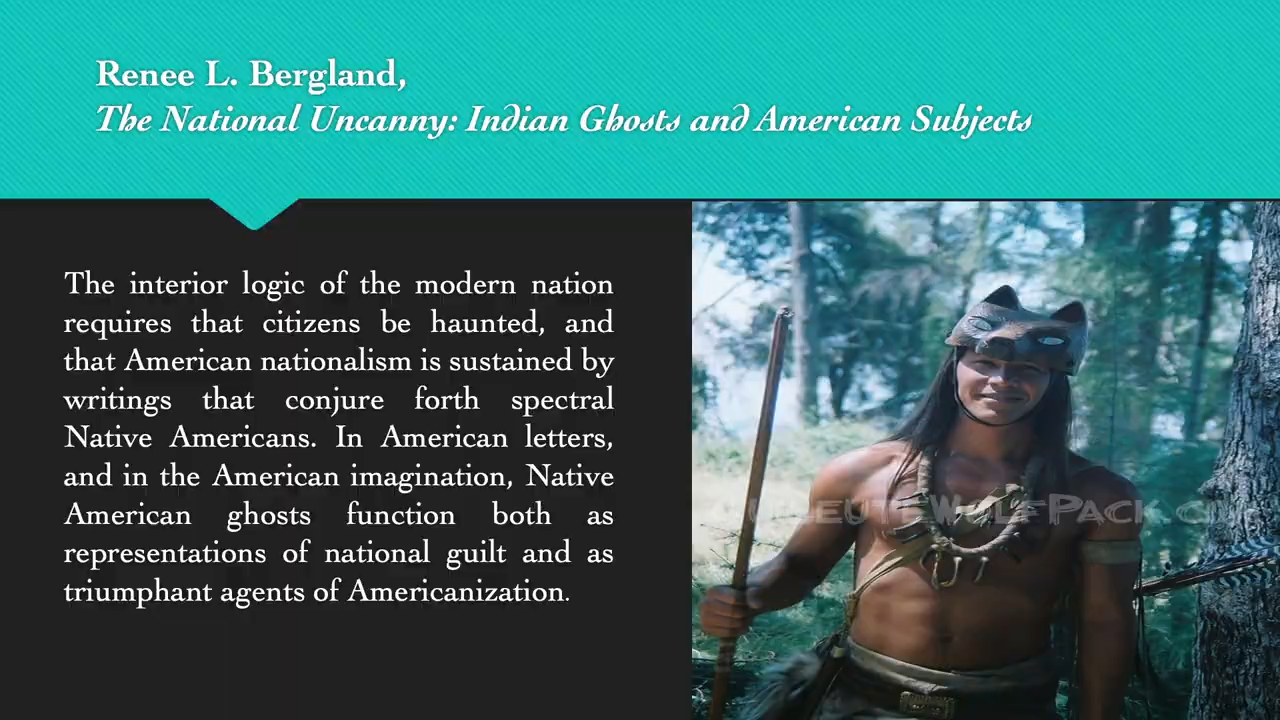 Renee L. Bergland,
The National Uncanny: Indian Ghosts and American Subjects
The interior logic of the modern nation
requires that citizens be haunted, and
that American nationalism is sustained by
writings that conjure forth spectral
Native Americans. In American letters,
and in the American imagination, Native
American ghosts function both as
representations of national guilt and as
triumphant agents of Americanization.